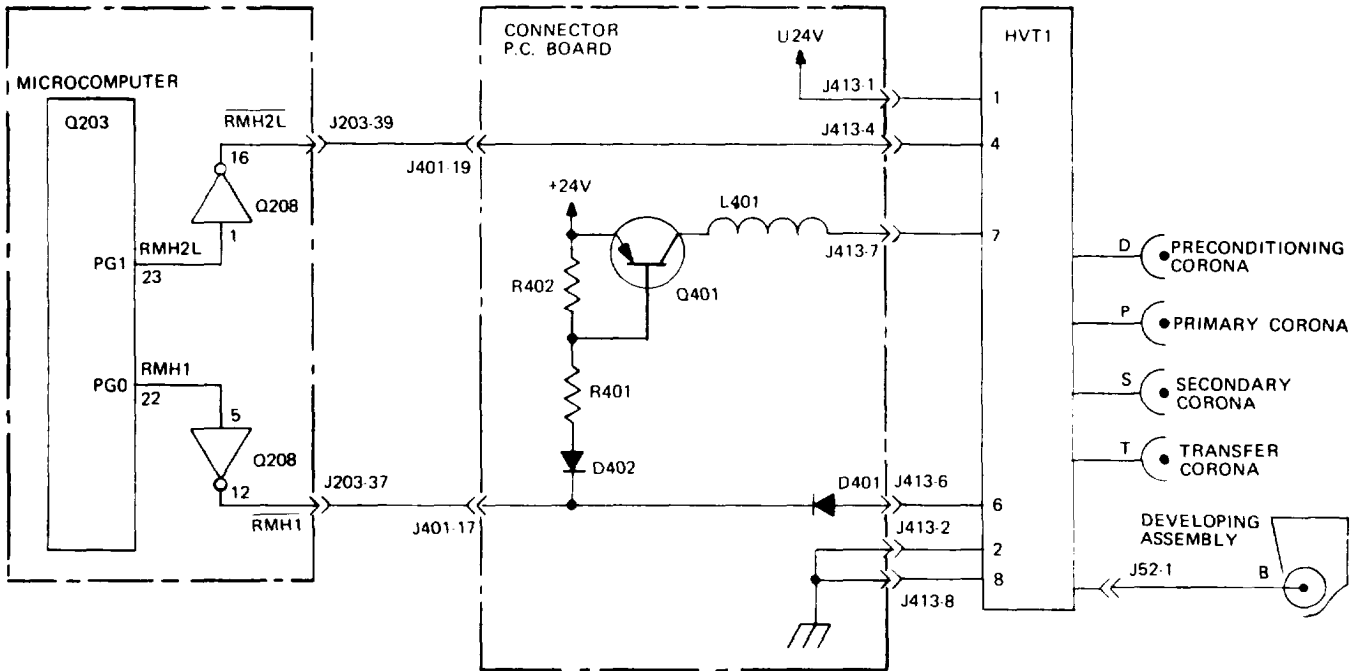 CONNECTOR
P.C. BOARD
U24V
HVT1
MICROCOMPUTER
Q203
RMH2L
J203-39
J413-1
1
J413-4
4
16
J401-19
Q208
1
+24V
L401
7
J413-7
RMH2L
PG1
23
R402
Q401
D
PRECONDITIONING
CORONA
P
PRIMARY CORONA
RMH1
PG0
22
R401
S
SECONDARY
CORONA
5
Q208
D402
T
TRANSFER
CORONA
12
J203-37
D401
J413-6
6
RMH1
J401-17
J413-2
2
DEVELOPING
ASSEMBLY
8
J52-1
B
J413-8